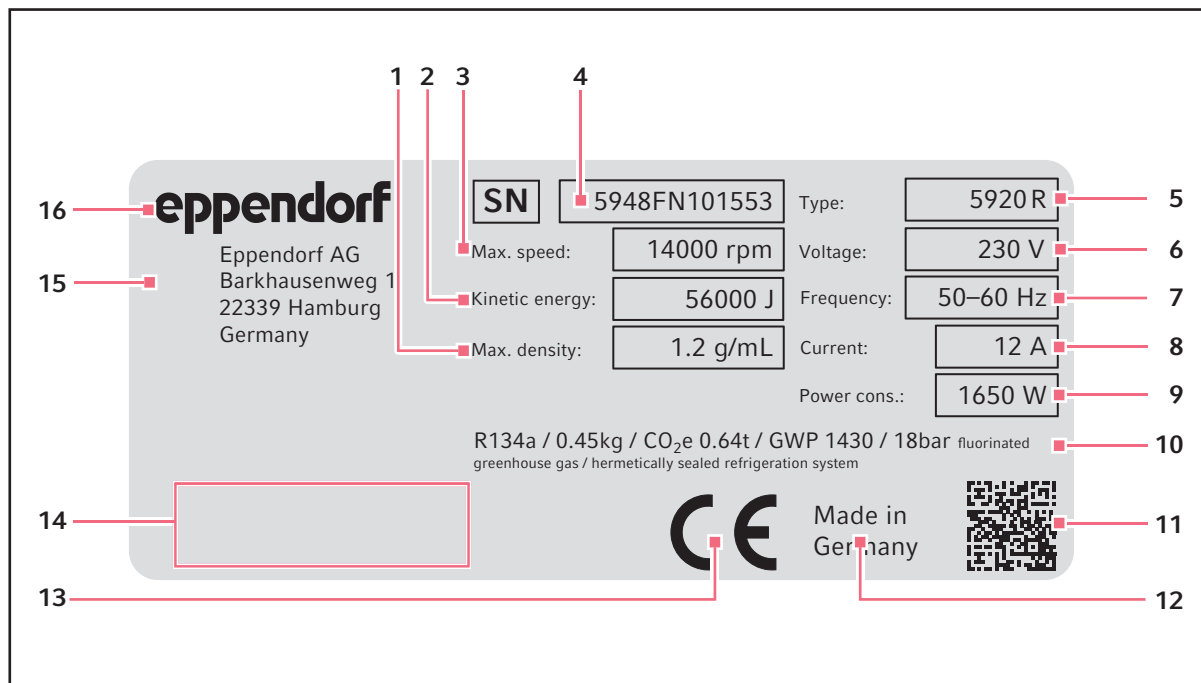 1 2 3 4
eppendorf
SN 5948FN101553 Type: 5920 R 5
16
Eppendorf AG
Barkhausenweg 1
22339 Hamburg
Germany
15
Max. speed: 14000 rpm Voltage: 230 V 6
Kinetic energy: 56000 J Frequency: 50–60 Hz 7
Max. density: 1.2 g/mL Current: 12 A 8
Power cons.: 1650 W 9
R134a / 0.45kg / CO₂e 0.64t / GWP 1430 / 18bar fluorinated 10
greenhouse gas / hermetically sealed refrigeration system
14
CE
Made in
Germany
11
13
12